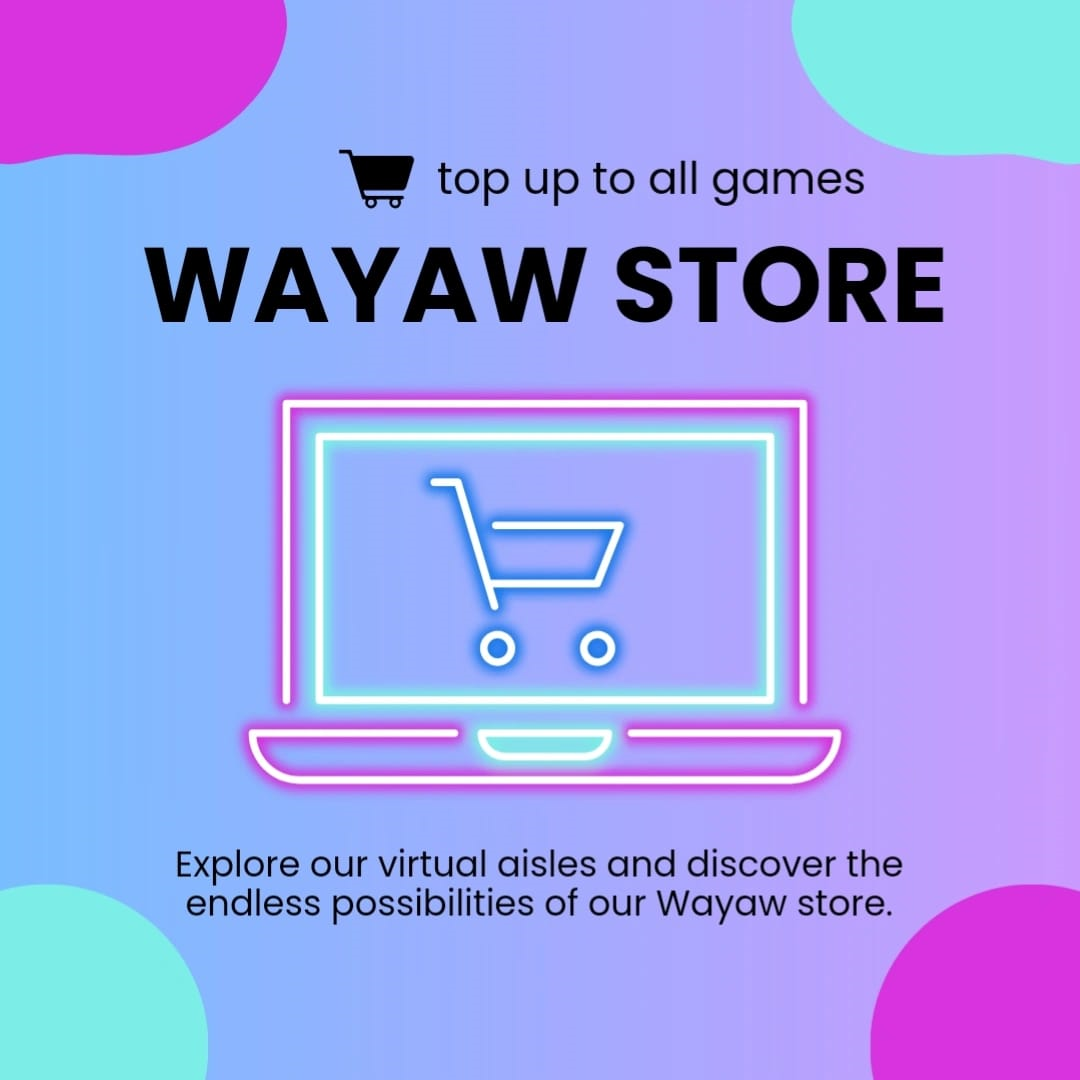 top up to all games
WAYAW STORE
Explore our virtual aisles and discover the
endless possibilities of our Wayaw store.